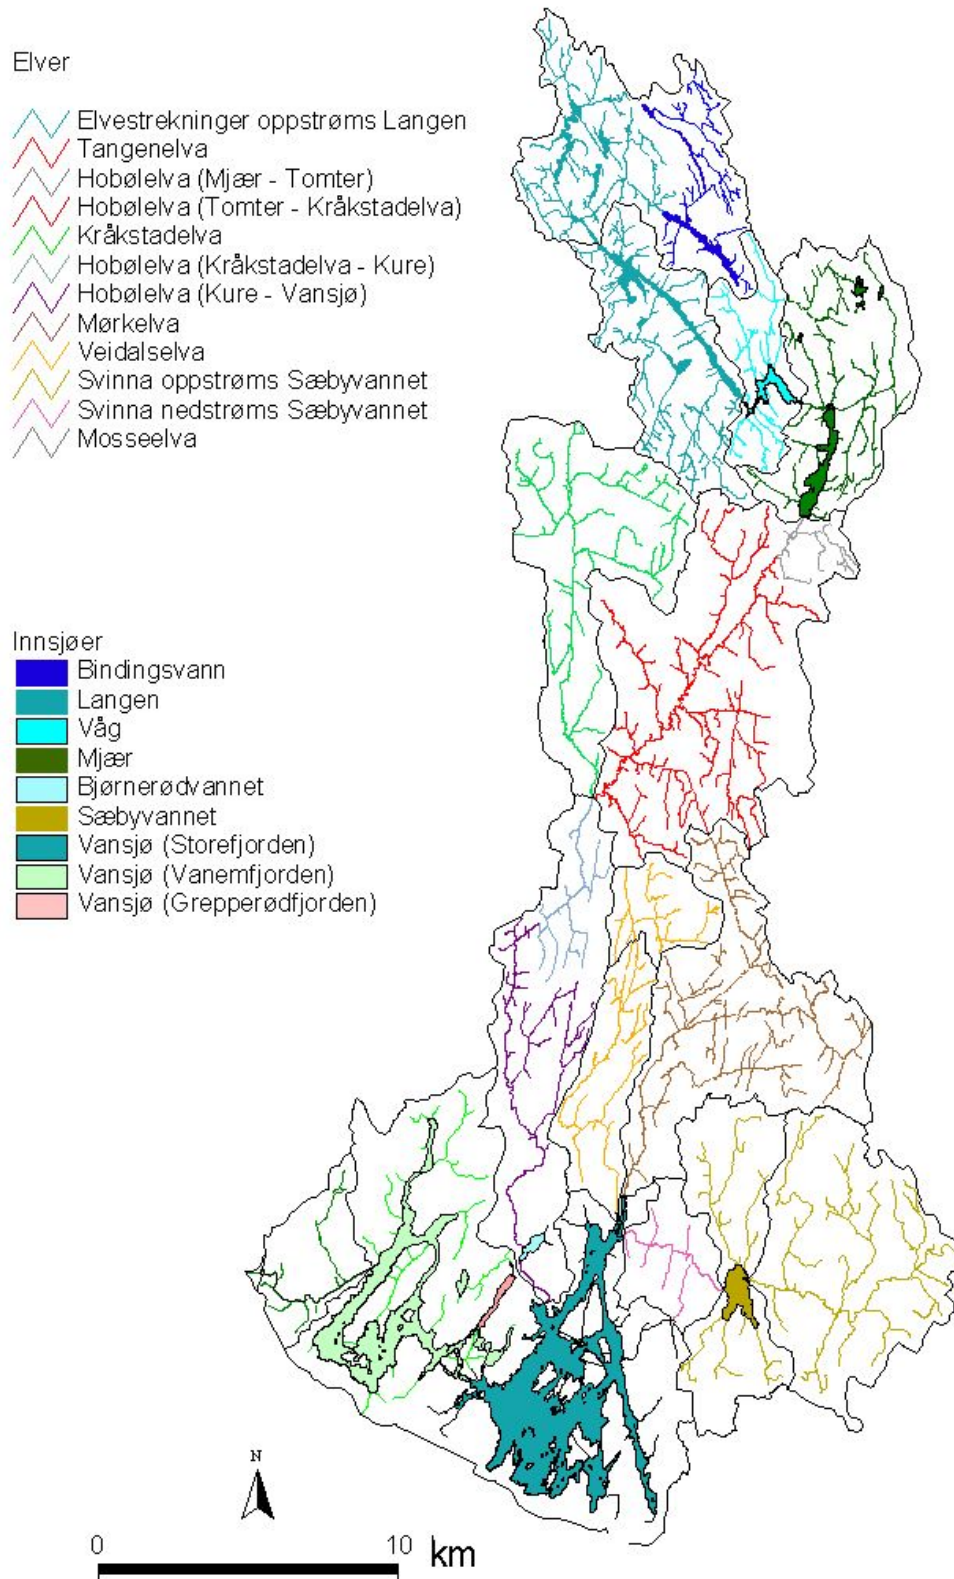 Elver
Elvestrekninger oppstrøms Langen
Tangenelva
Hobølelva (Mjær - Tomter)
Hobølelva (Tomter - Kråkstadelva)
Kråkstadelva
Hobølelva (Kråkstadelva - Kure)
Hobølelva (Kure - Vansjø)
Mørkelva
Veidalselva
Svinna oppstrøms Sæbyvannet
Svinna nedstrøms Sæbyvannet
Mosseelva
Innsjøer
Bindingsvann
Langen
Våg
Mjær
Bjørnerødvannet
Sæbyvannet
Vansjø (Storefjorden)
Vansjø (Vanemfjorden)
Vansjø (Grepperødfjorden)
N
0 10 km